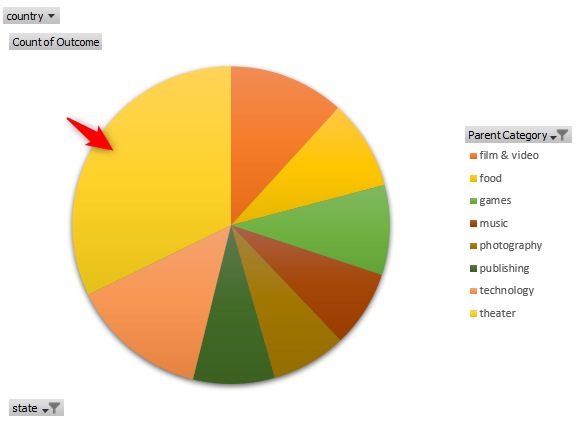 country
Count of Outcome
Parent Category
film & video
food
games
music
photography
publishing
technology
theater
state